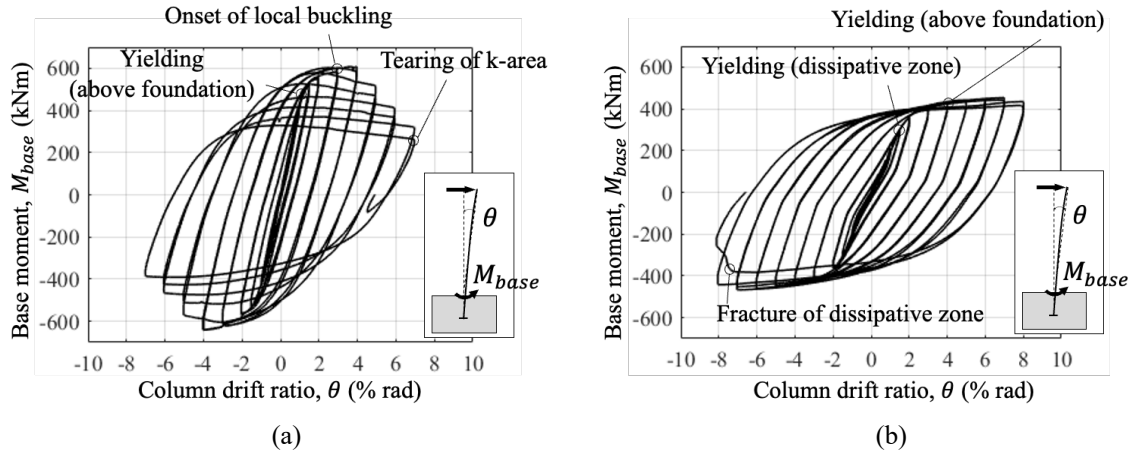 Onset of local buckling
Yielding
(above foundation)
Tearing of k-area
Base moment, M_base (kNm)
600
400
200
0
-200
-400
-600
-10 -8 -6 -4 -2 0 2 4 6 8 10
Column drift ratio, θ (% rad)
θ
M_base
(a)
Yielding (above foundation)
Yielding (dissipative zone)
Base moment, M_base (kNm)
600
400
200
0
-200
-400
-600
-10 -8 -6 -4 -2 0 2 4 6 8 10
Fracture of dissipative zone
Column drift ratio, θ (% rad)
θ
M_base
(b)